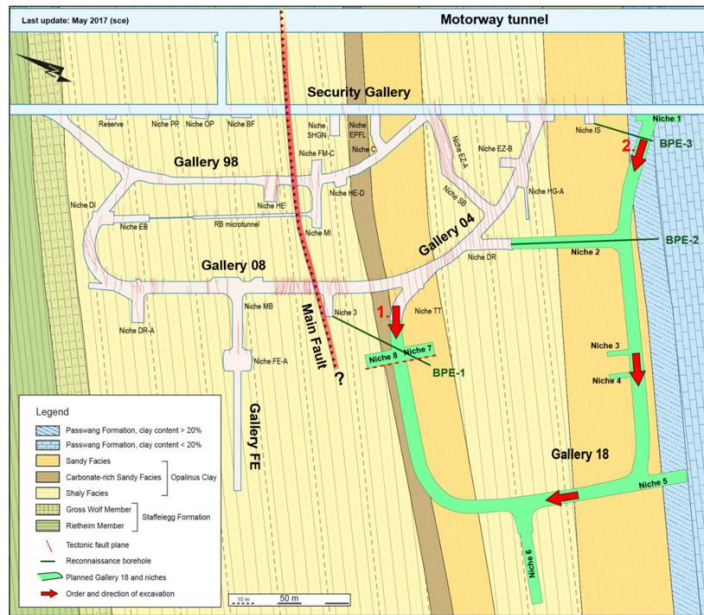 Last update: May 2017 (sce)
Motorway tunnel
Security Gallery
Reserve
Niche PP
Niche OP
Niche BF
Niche
SHGN
Niche
EPFL
Niche C
Niche IS
Niche 1
BPE-3
2.
Gallery 98
Niche FM-C
Niche EZ-A
Niche EZ-B
Niche DI
Niche HE
Niche HE-D
Niche SB
Niche HG-A
Niche EB
RB microtunnel
Niche MI
Gallery 04
BPE-2
Niche 2
Gallery 08
Niche DR
Niche MB
Niche 3
1.
Niche TT
Niche DR-A
Main Fault
?
Niche FE-A
Niche 8
Niche 7
BPE-1
Niche 3
Niche 4
Gallery FE
Gallery 18
Niche 5
Niche 6
Legend
Passwang Formation, clay content > 20%
Passwang Formation, clay content < 20%
Sandy Facies
Carbonate-rich Sandy Facies
Opalinus Clay
Shaly Facies
Gross Wolf Member
Staffelegg Formation
Rietheim Member
Tectonic fault plane
Reconnaissance borehole
Planned Gallery 18 and niches
Order and direction of excavation
10 m
50 m